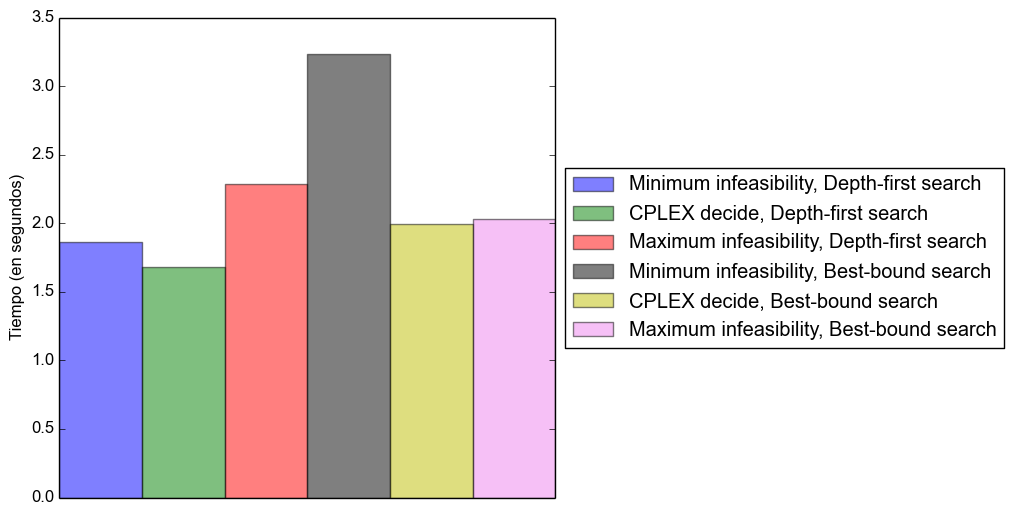 3.5
3.0
2.5
2.0
1.5
1.0
0.5
0.0
Tiempo (en segundos)
Minimum infeasibility, Depth-first search
CPLEX decide, Depth-first search
Maximum infeasibility, Depth-first search
Minimum infeasibility, Best-bound search
CPLEX decide, Best-bound search
Maximum infeasibility, Best-bound search